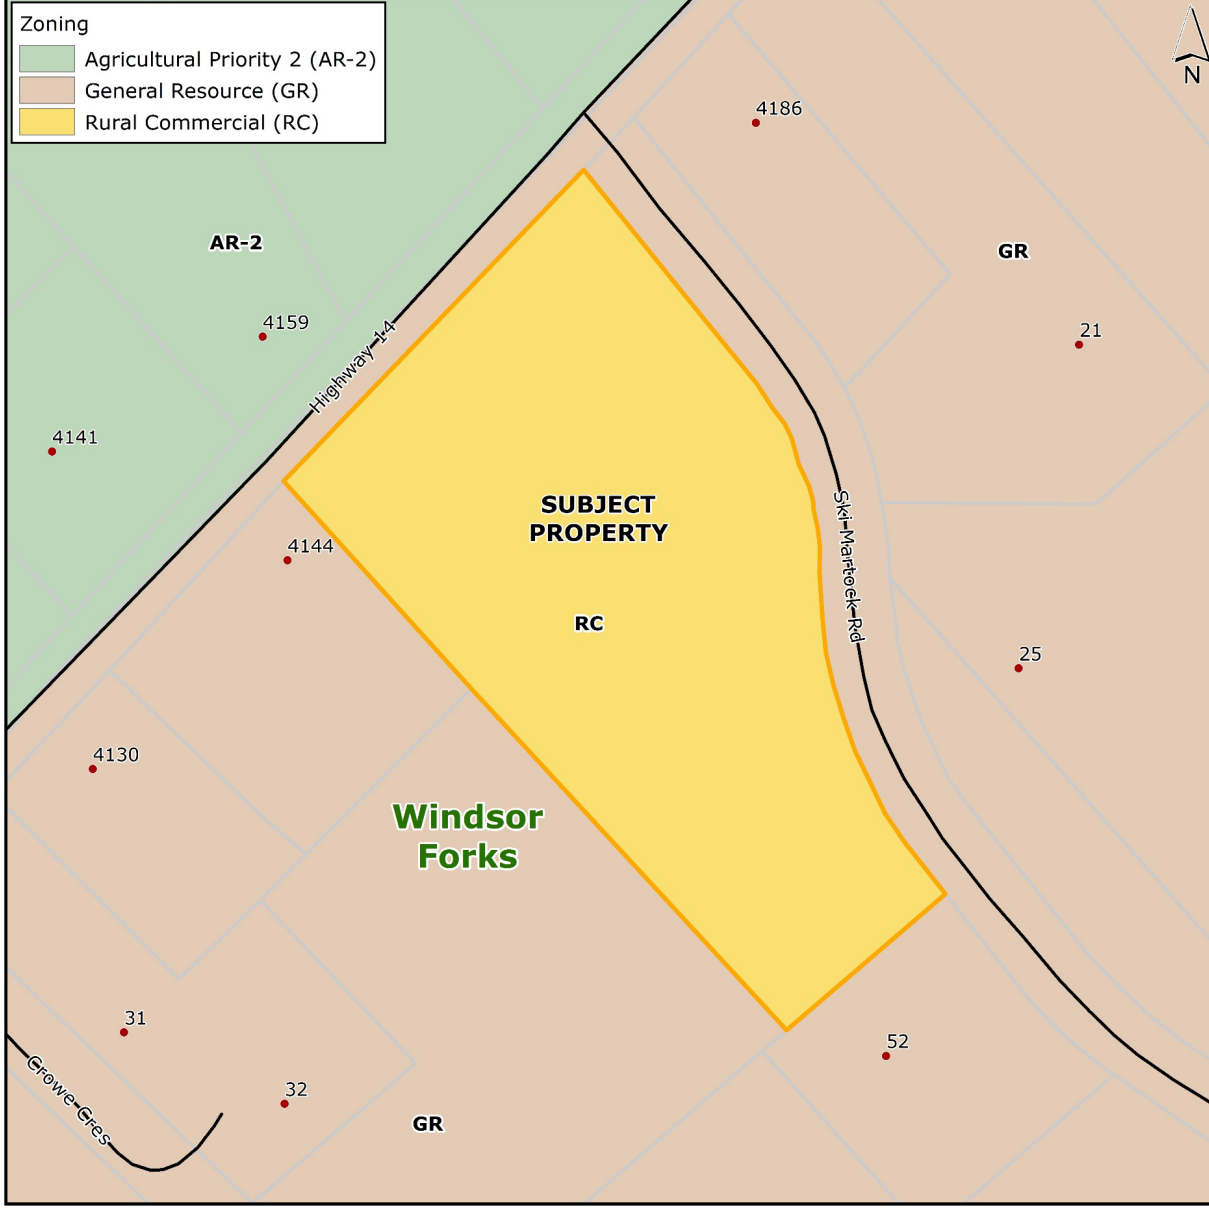 Zoning
Agricultural Priority 2 (AR-2)
General Resource (GR)
Rural Commercial (RC)
N
4186
AR-2
GR
4159
21
Highway 14
4141
SUBJECT
PROPERTY
4144
Ski Martock Rd
RC
25
4130
Windsor
Forks
31
52
32
Crowe Cres
GR